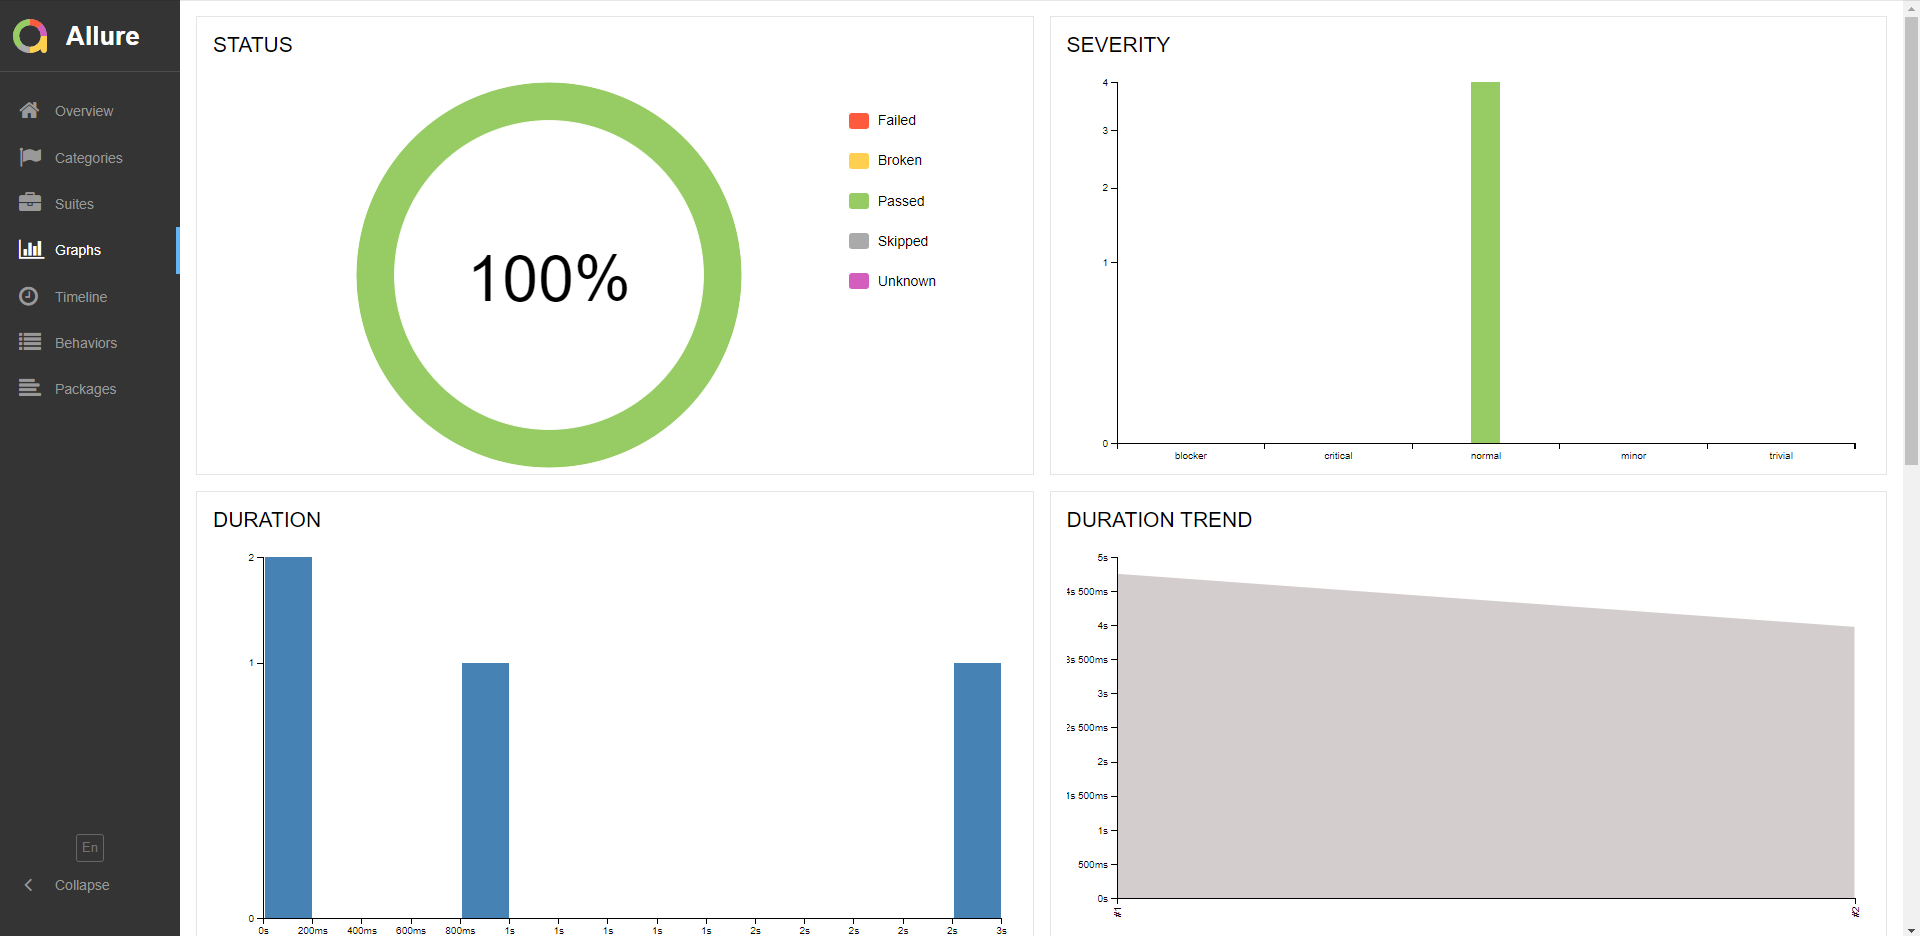 Allure
Overview
Categories
Suites
Graphs
Timeline
Behaviors
Packages
En
Collapse
STATUS
100%
Failed
Broken
Passed
Skipped
Unknown
SEVERITY
4
3
2
1
0
blocker critical normal minor trivial
DURATION
2
1
0
0s 200ms 400ms 600ms 800ms 1s 1s 1s 1s 1s 2s 2s 2s 2s 2s 3s
DURATION TREND
5s
4s 500ms
4s
3s 500ms
3s
2s 500ms
2s
1s 500ms
1s
500ms
0s
#1 #2